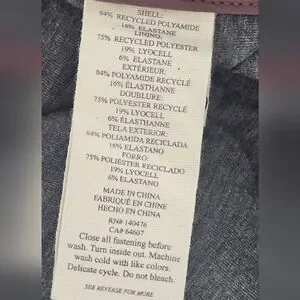 SHELL:
84% RECYCLED POLYAMIDE
16% ELASTANE
LINING:
75% RECYCLED POLYESTER
19% LYOCELL
6% ELASTANE
EXTÉRIEUR:
84% POLYAMIDE RECYCLÉ
16% ÉLASTHANNE
DOUBLURE:
75% POLYESTER RECYCLÉ
19% LYOCELL
6% ÉLASTHANNE
TELA EXTERIOR:
84% POLIAMIDA RECICLADA
16% ELASTANO
FORRO:
75% POLIÉSTER RECICLADO
19% LYOCELL
6% ELASTANO
MADE IN CHINA
FABRIQUÉ EN CHINE
HECHO EN CHINA
RN# 140476
CA# 64607
Close all fastening before
wash. Turn inside out. Machine
wash cold with like colors.
Delicate cycle. Do not bleach.
SEE REVERSE FOR MORE